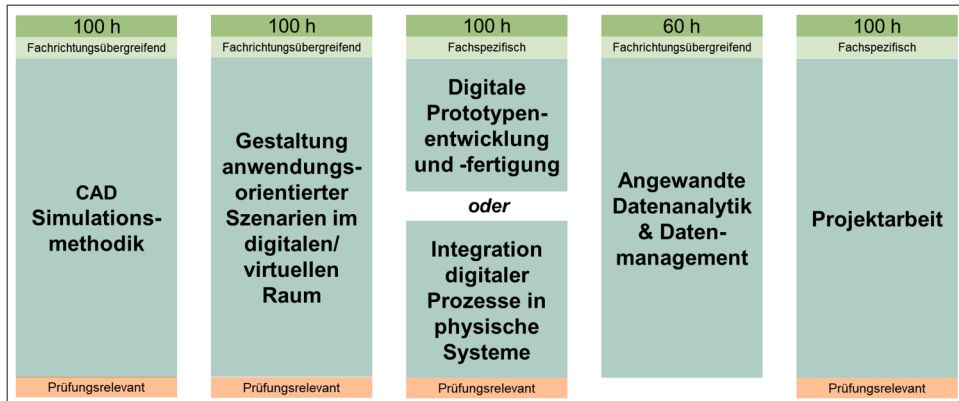 100 h
Fachrichtungsübergreifend
CAD
Simulations-
methodik
Prüfungsrelevant
100 h
Fachrichtungsübergreifend
Gestaltung
anwendungs-
orientierter
Szenarien im
digitalen/
virtuellen
Raum
Prüfungsrelevant
100 h
Fachspezifisch
Digitale
Prototypen-
entwicklung
und -fertigung
oder
Integration
digitaler
Prozesse in
physische
Systeme
Prüfungsrelevant
60 h
Fachrichtungsübergreifend
Angewandte
Datenanalytik
& Daten-
management
100 h
Fachspezifisch
Projektarbeit
Prüfungsrelevant